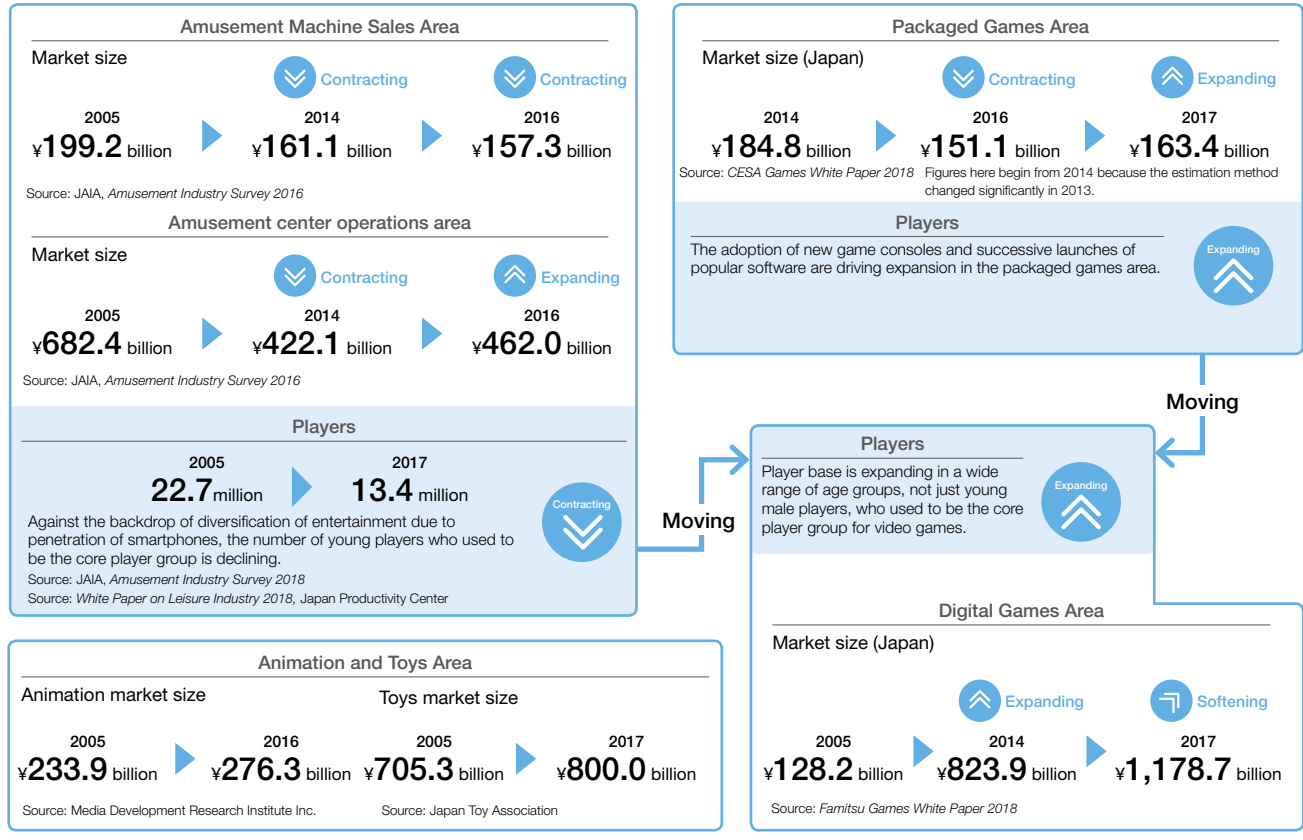 Amusement Machine Sales Area
Market size
Contracting
Contracting
2005
2014
2016
¥199.2 billion
¥161.1 billion
¥157.3 billion
Source: JAIA, Amusement Industry Survey 2016
Amusement center operations area
Market size
Contracting
Expanding
2005
2014
2016
¥682.4 billion
¥422.1 billion
¥462.0 billion
Source: JAIA, Amusement Industry Survey 2016
Players
2005
2017
22.7million
13.4 million
Contracting
Against the backdrop of diversification of entertainment due to
penetration of smartphones, the number of young players who used to
be the core player group is declining.
Source: JAIA, Amusement Industry Survey 2018
Source: White Paper on Leisure Industry 2018, Japan Productivity Center
Moving
Packaged Games Area
Market size (Japan)
Contracting
Expanding
2014
2016
2017
¥184.8 billion
¥151.1 billion
¥163.4 billion
Source: CESA Games White Paper 2018
Figures here begin from 2014 because the estimation method
changed significantly in 2013.
Players
The adoption of new game consoles and successive launches of
popular software are driving expansion in the packaged games area.
Expanding
Moving
Players
Player base is expanding in a wide
range of age groups, not just young
male players, who used to be the core
player group for video games.
Expanding
Digital Games Area
Market size (Japan)
Expanding
Softening
2005
2014
2017
¥128.2 billion
¥823.9 billion
¥1,178.7 billion
Source: Famitsu Games White Paper 2018
Animation and Toys Area
Animation market size
Toys market size
2005
2016
2005
2017
¥233.9 billion
¥276.3 billion
¥705.3 billion
¥800.0 billion
Source: Media Development Research Institute Inc.
Source: Japan Toy Association